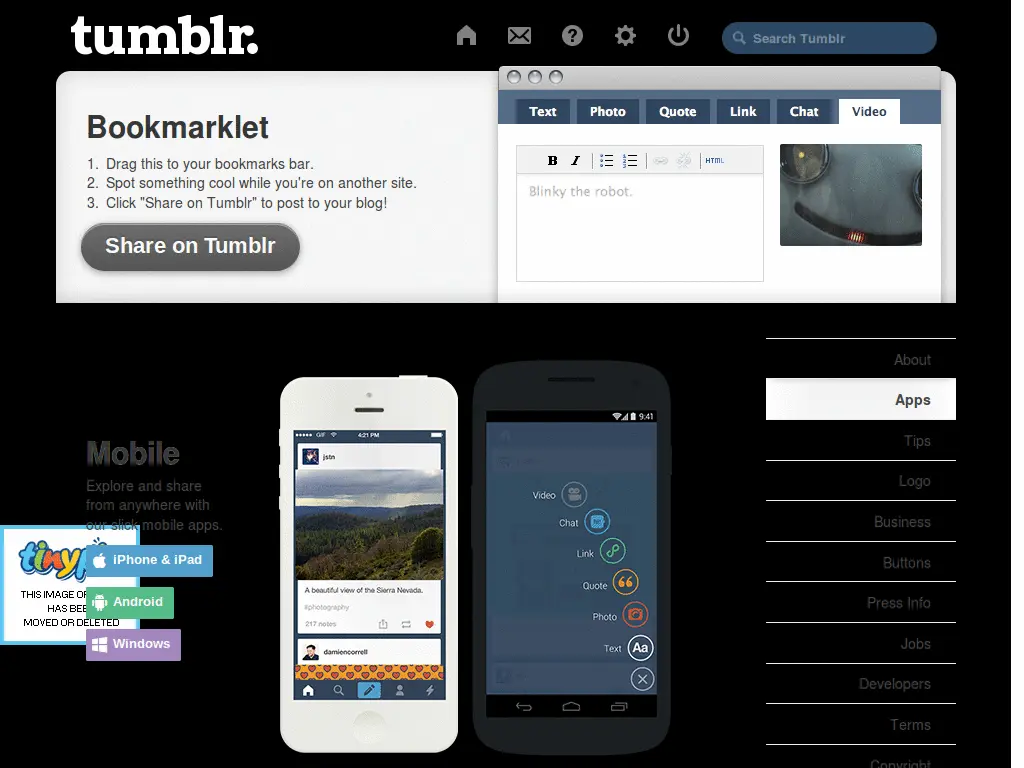 tumblr.
Search Tumblr
Bookmarklet
1. Drag this to your bookmarks bar.
2. Spot something cool while you're on another site.
3. Click "Share on Tumblr" to post to your blog!
Share on Tumblr
Text Photo Quote Link Chat Video
B I HTML
Blinky the robot.
About
Apps
Tips
Logo
Business
Buttons
Press Info
Jobs
Developers
Terms
Copyright
Mobile
Explore and share
from anywhere with
our slick mobile apps.
iPhone & iPad
Android
Windows
THIS IMAGE
HAS
MOVED OR DELETED
GIF 4:21 PM
jstn
A beautiful view of the Sierra Nevada.
#photography
217 notes
damiencorrell
9:41
Video
Chat
Link
Quote
Photo
Text Aa